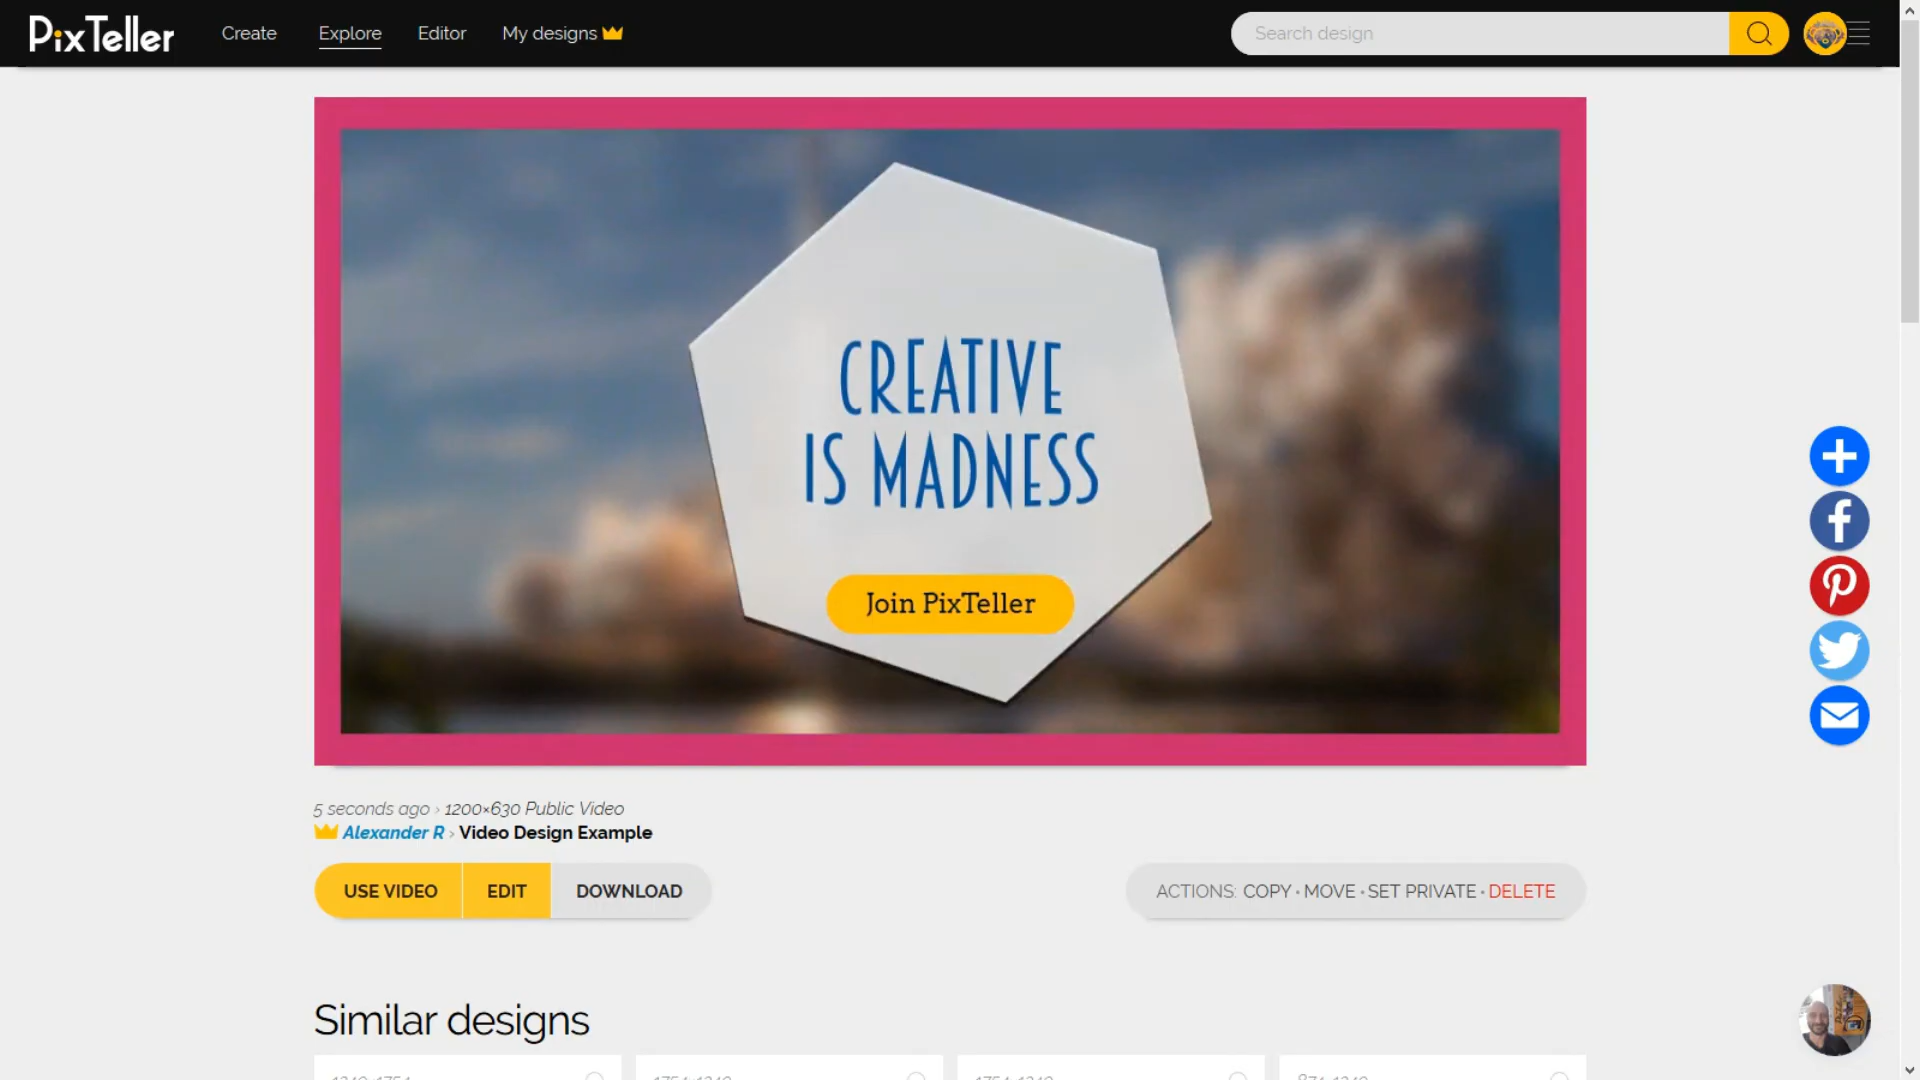 PixTeller
Create
Explore
Editor
My designs
Search design
CREATIVE
IS MADNESS
Join PixTeller
5 seconds ago › 1200×630 Public Video
Alexander R › Video Design Example
USE VIDEO
EDIT
DOWNLOAD
ACTIONS: COPY • MOVE • SET PRIVATE • DELETE
Similar designs